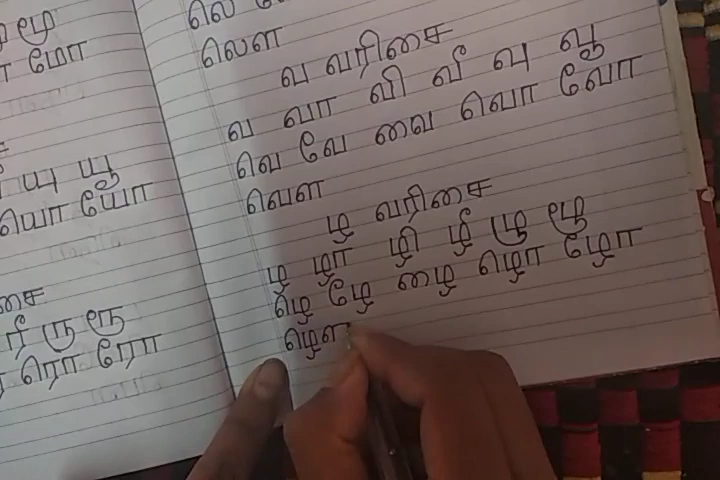 மோ
யு யூ
யொ யோ
ரீ ரு ரூ
ரொ ரோ
லௌ
வ வரிசை
வ வா வி வீ வு வூ
வெ வே வை வொ வோ
வௌ
ழ வரிசை
ழ ழா ழி ழீ ழு ழூ
ழெ ழே ழை ழொ ழோ
ழௌ